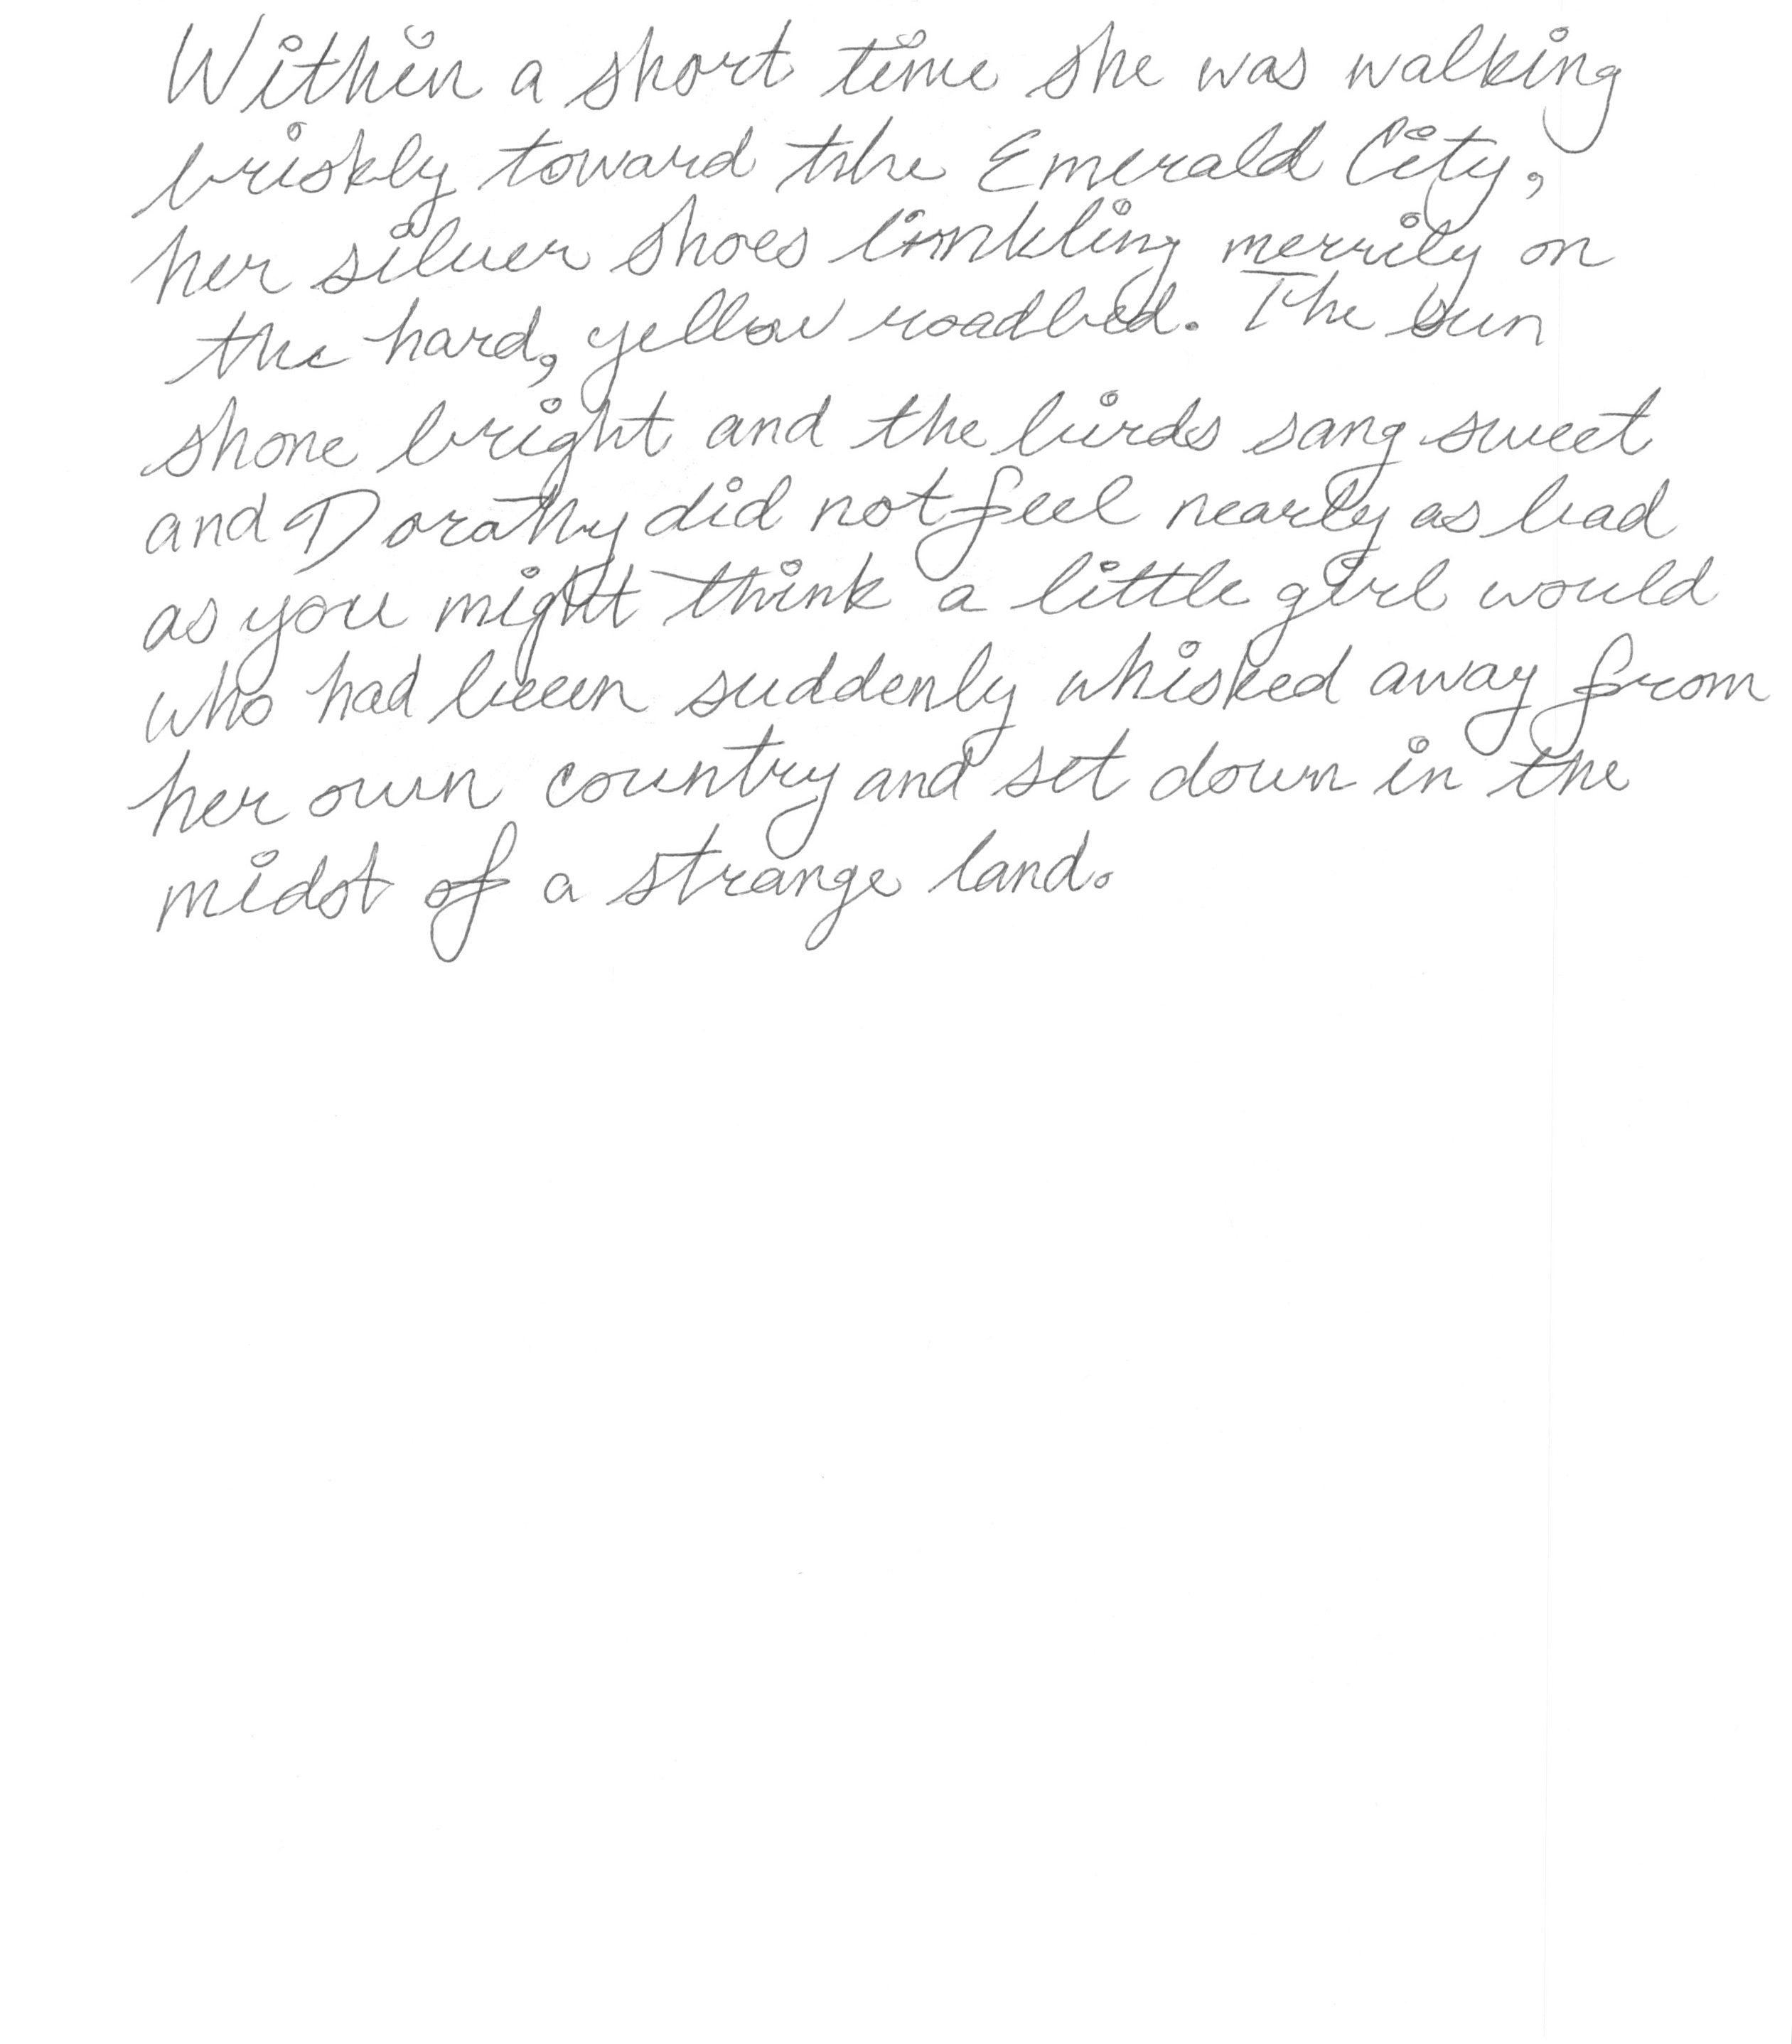 Within a short time she was walking
briskly toward the Emerald City,
her silver shoes tinkling merrily on
the hard, yellow roadbed. The sun
shone bright and the birds sang sweet
and Dorothy did not feel nearly as bad
as you might think a little girl would
who had been suddenly whisked away from
her own country and set down in the
midst of a strange land.